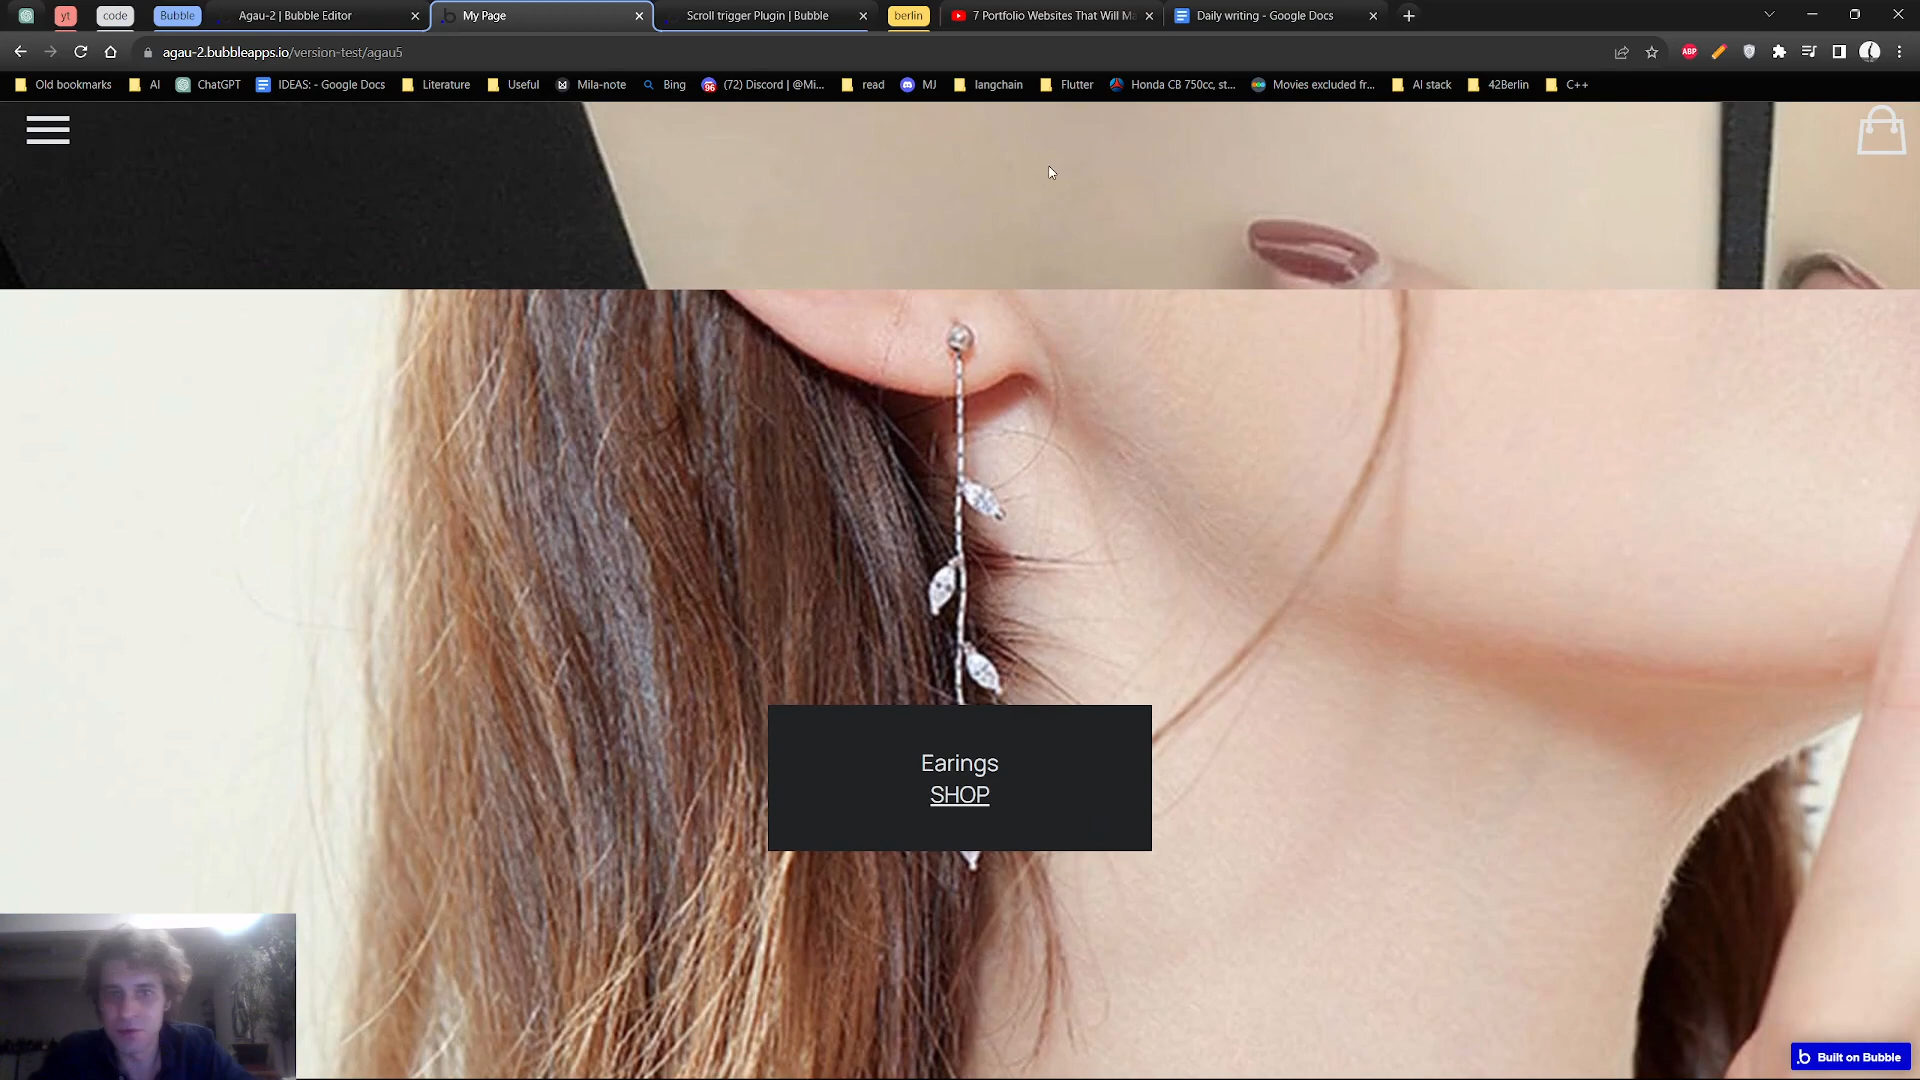 yt
code
Bubble
Agau-2 | Bubble Editor
My Page
Scroll trigger Plugin | Bubble
berlin
7 Portfolio Websites That Will Ma
Daily writing - Google Docs
agau-2.bubbleapps.io/version-test/agau5
ABP
Old bookmarks
AI
ChatGPT
IDEAS: - Google Docs
Literature
Useful
Mila-note
Bing
(72) Discord | @Mi...
read
MJ
langchain
Flutter
Honda CB 750cc, st...
Movies excluded fr...
AI stack
42Berlin
C++
Earings
SHOP
Built on Bubble